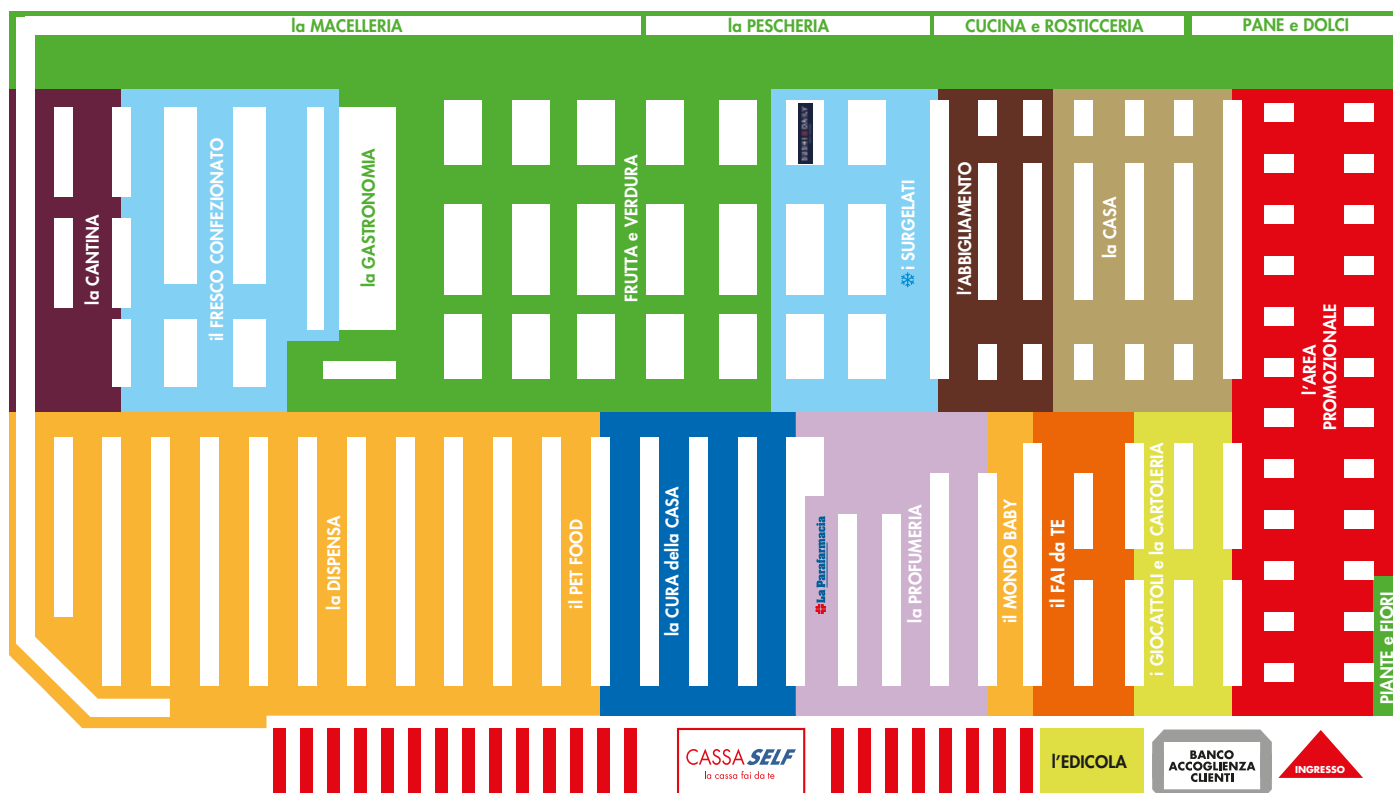 la MACELLERIA
la PESCHERIA
CUCINA e ROSTICCERIA
PANE e DOLCI
la CANTINA
il FRESCO CONFEZIONATO
la GASTRONOMIA
FRUTTA e VERDURA
SUSHI DAILY
i SURGELATI
l'ABBIGLIAMENTO
la CASA
l'AREA
PROMOZIONALE
la DISPENSA
il PET FOOD
la CURA della CASA
La Parafarmacia
la PROFUMERIA
il MONDO BABY
il FAI da TE
i GIOCATTOLI e la CARTOLERIA
PIANTE e FIORI
CASSA SELF
la cassa fai da te
l'EDICOLA
BANCO
ACCOGLIENZA
CLIENTI
INGRESSO